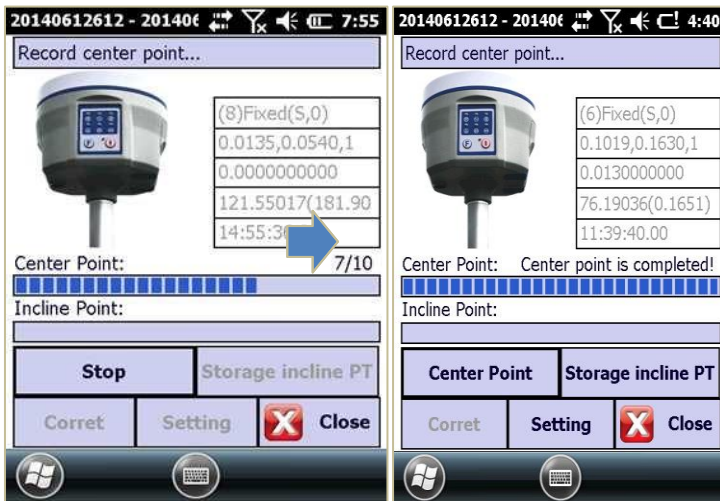 20140612612 - 201406 7:55
Record center point...
(8)Fixed(S,0)
0.0135,0.0540,1
0.0000000000
121.55017(181.90
14:55:3
Center Point: 7/10
Incline Point:
Stop
Storage incline PT
Corret
Setting
Close
20140612612 - 201406 4:40
Record center point...
(6)Fixed(S,0)
0.1019,0.1630,1
0.0130000000
76.19036(0.1651)
11:39:40.00
Center Point: Center point is completed!
Incline Point:
Center Point
Storage incline PT
Corret
Setting
Close